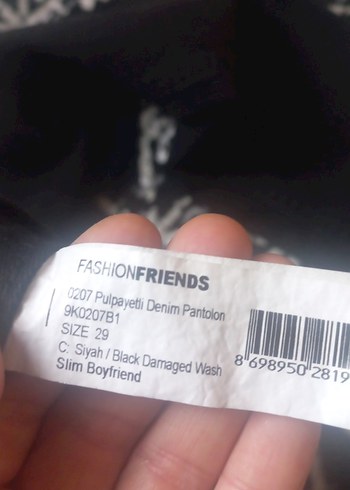 FASHIONFRIENDS
0207 Pulpayetli Denim Pantolon
9K0207B1
SIZE 29
C: Siyah / Black Damaged Wash
Slim Boyfriend
8 698950 2819